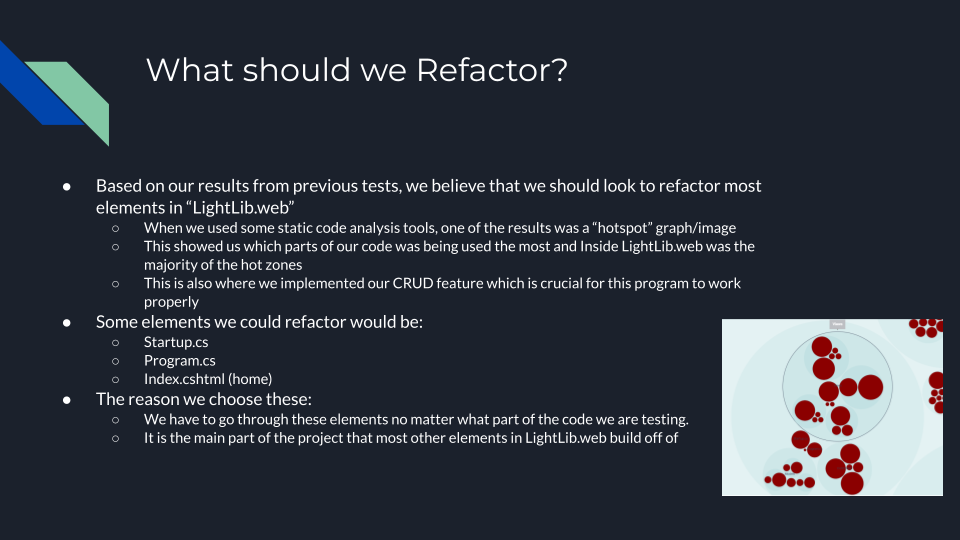 What should we Refactor?
● Based on our results from previous tests, we believe that we should look to refactor most
elements in “LightLib.web”
○ When we used some static code analysis tools, one of the results was a “hotspot” graph/image
○ This showed us which parts of our code was being used the most and Inside LightLib.web was the
majority of the hot zones
○ This is also where we implemented our CRUD feature which is crucial for this program to work
properly
● Some elements we could refactor would be:
○ Startup.cs
○ Program.cs
○ Index.cshtml (home)
● The reason we choose these:
○ We have to go through these elements no matter what part of the code we are testing.
○ It is the main part of the project that most other elements in LightLib.web build off of